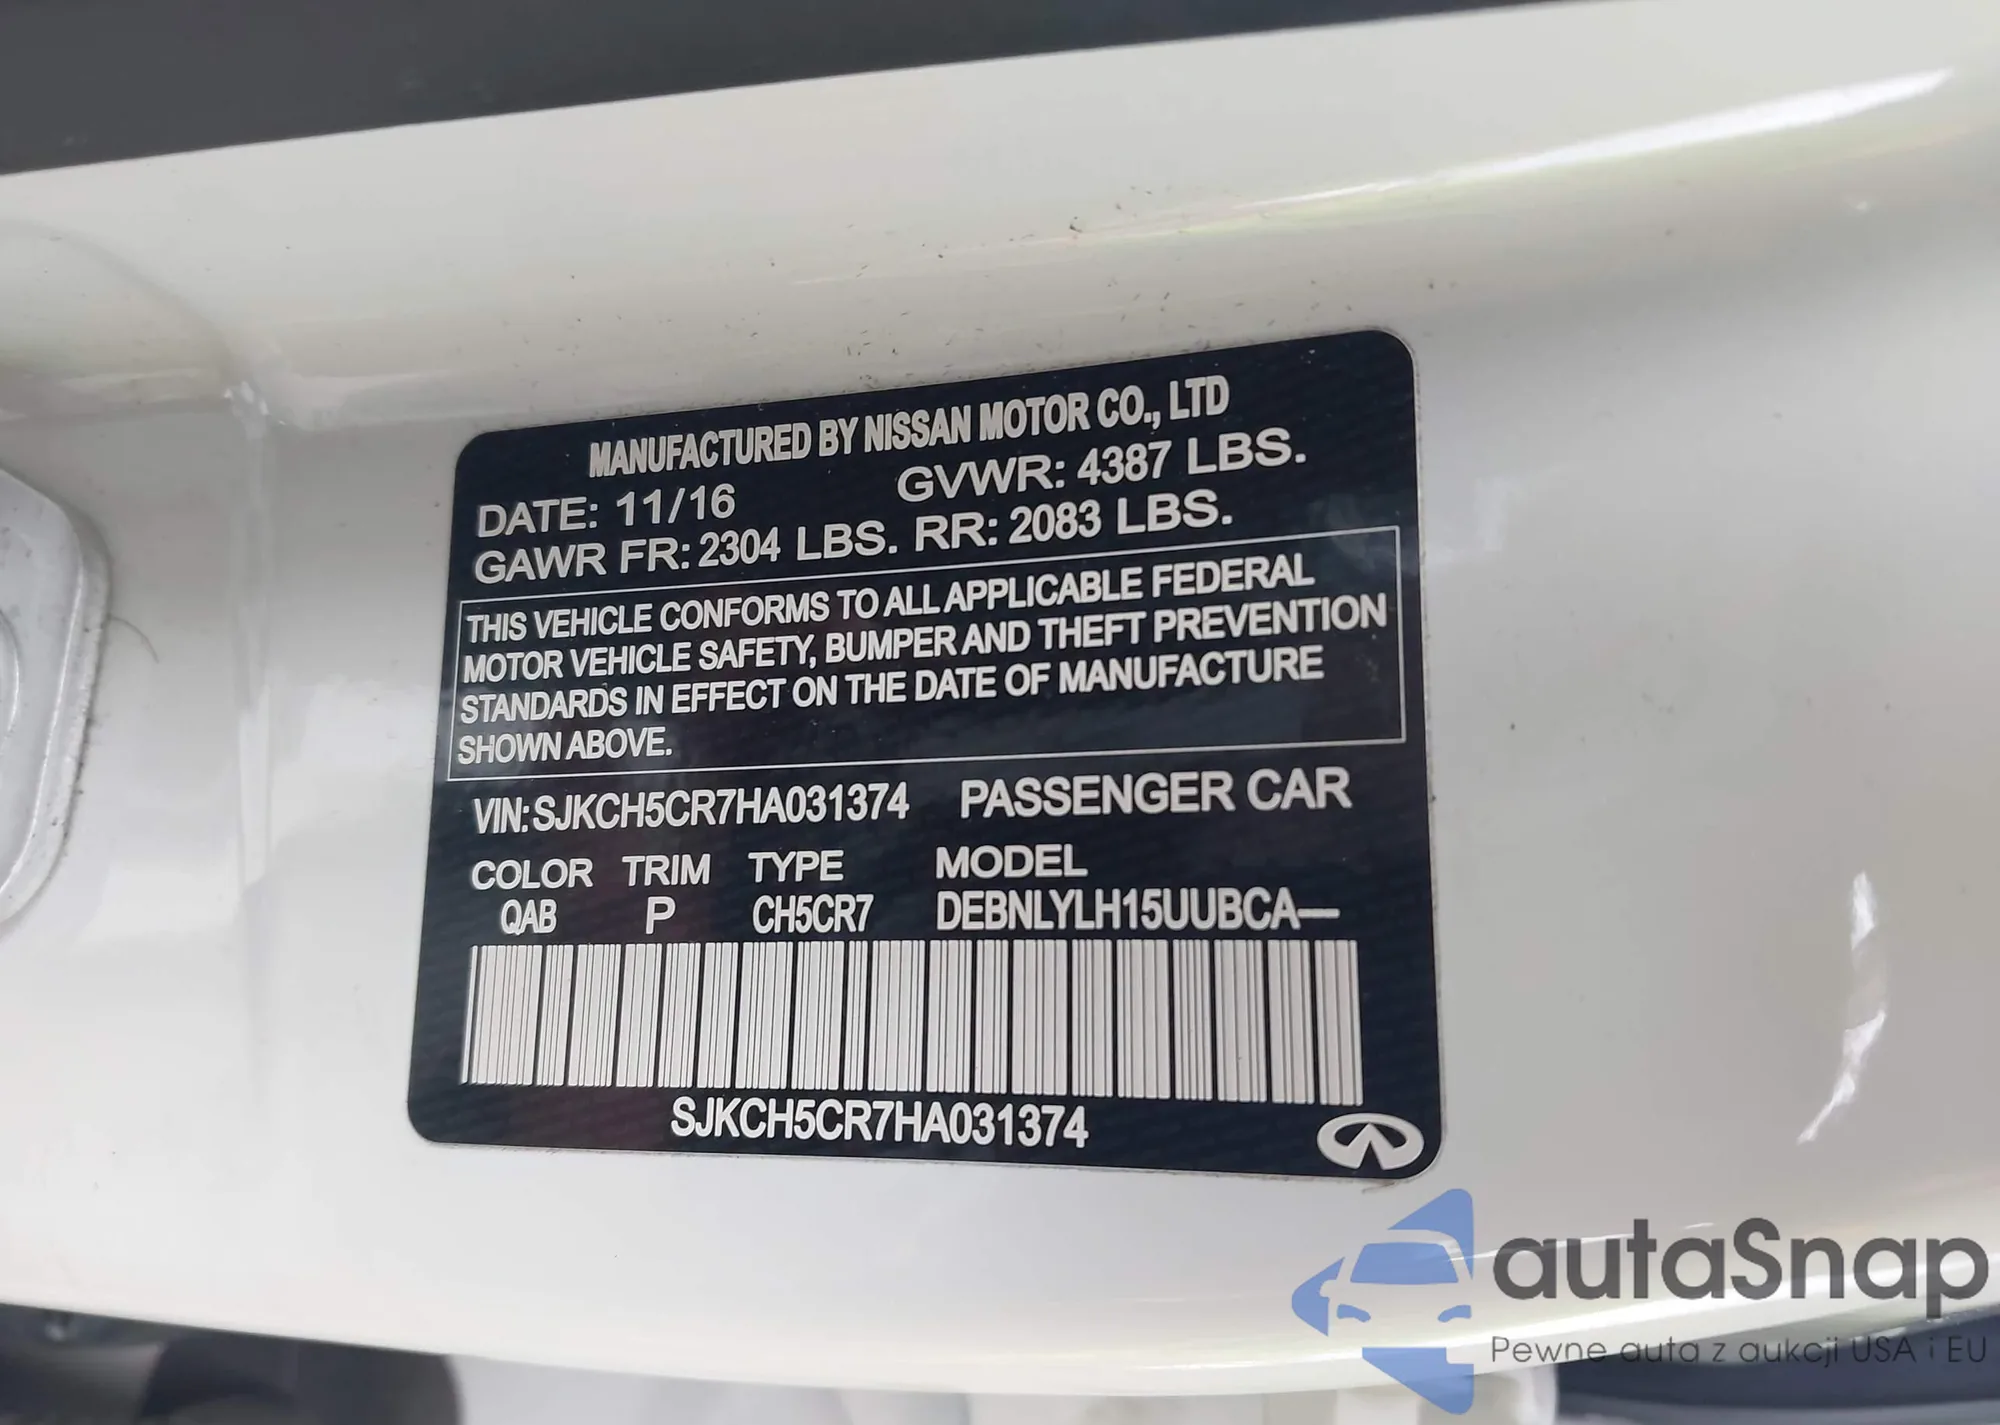 MANUFACTURED BY NISSAN MOTOR CO., LTD
DATE: 11/16 GVWR: 4387 LBS.
GAWR FR: 2304 LBS. RR: 2083 LBS.
THIS VEHICLE CONFORMS TO ALL APPLICABLE FEDERAL
MOTOR VEHICLE SAFETY, BUMPER AND THEFT PREVENTION
STANDARDS IN EFFECT ON THE DATE OF MANUFACTURE
SHOWN ABOVE.
VIN: SJKCH5CR7HA031374 PASSENGER CAR
COLOR TRIM TYPE MODEL
QAB P CH5CR7 DEBNLYLH15UUBCA—
SJKCH5CR7HA031374
autoSnap
Pewne auta z aukcji USA i EU